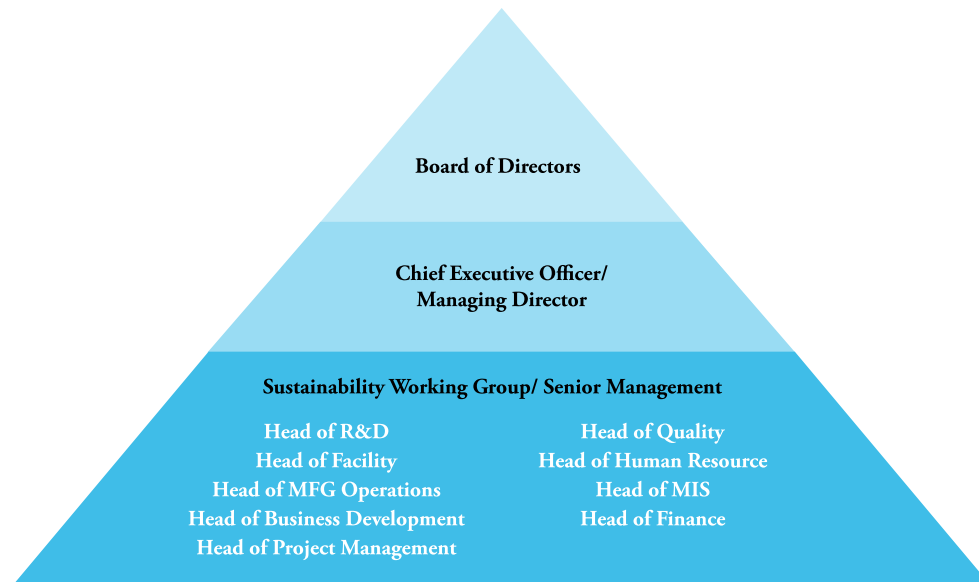 Board of Directors
Chief Executive Officer/
Managing Director
Sustainability Working Group/ Senior Management
Head of R&D
Head of Facility
Head of MFG Operations
Head of Business Development
Head of Project Management
Head of Quality
Head of Human Resource
Head of MIS
Head of Finance